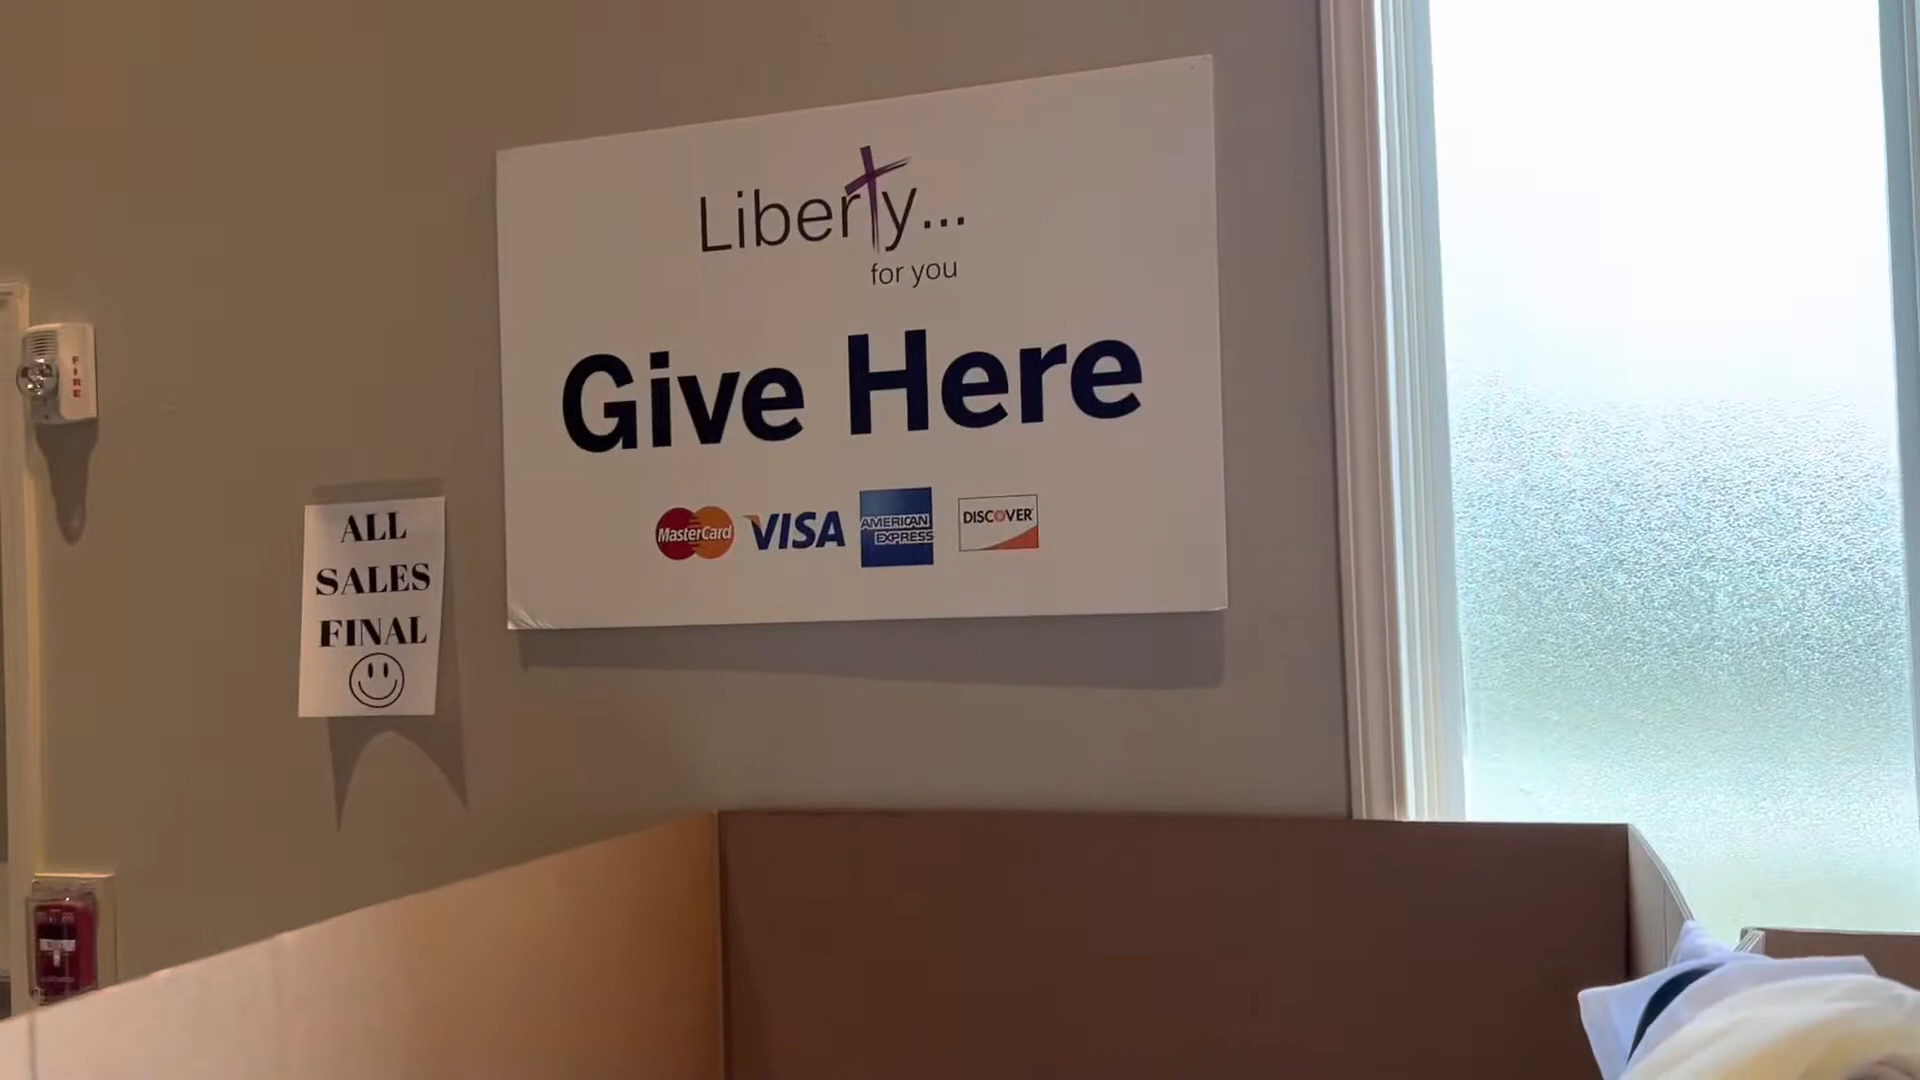 Liberty...
for you
Give Here
MasterCard VISA AMERICAN EXPRESS DISCOVER
ALL
SALES
FINAL
FIRE